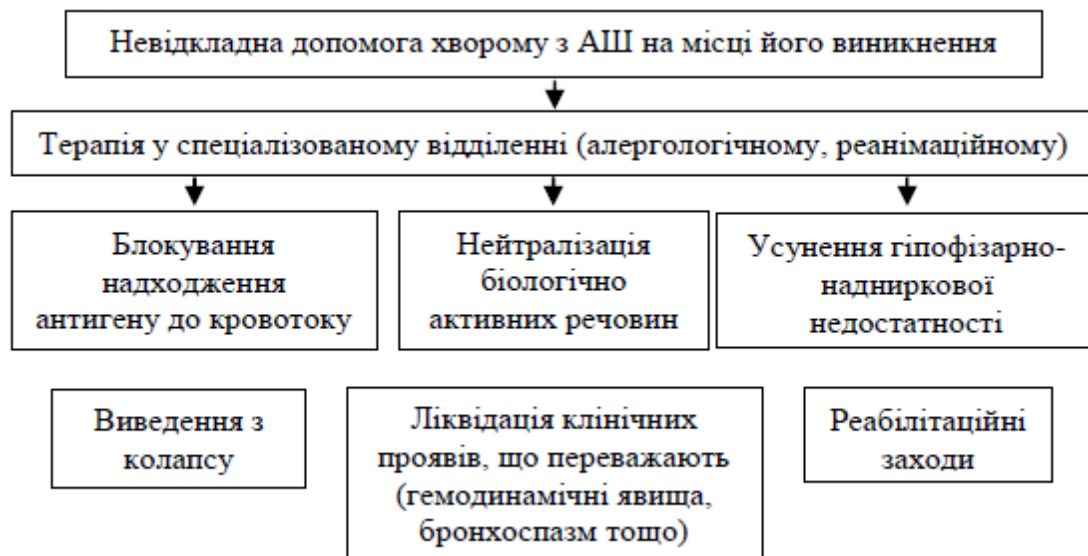 Невідкладна допомога хворому з АШ на місці його виникнення
Терапія у спеціалізованому відділенні (алергологічному, реанімаційному)
Блокування
надходження
антигену до кровотоку
Нейтралізація
біологічно
активних речовин
Усунення гіпофізарно-
надниркової
недостатності
Виведення з
колапсу
Ліквідація клінічних
проявів, що переважають
(гемодинамічні явища,
бронхоспазм тощо)
Реабілітаційні
заходи